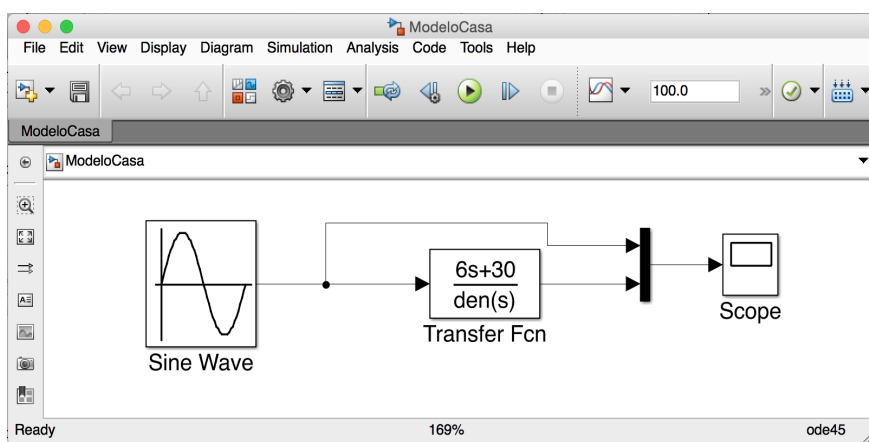 ModeloCasa
File Edit View Display Diagram Simulation Analysis Code Tools Help
100.0
ModeloCasa
ModeloCasa
6s+30
den(s)
Transfer Fcn
Scope
Sine Wave
Ready 169% ode45